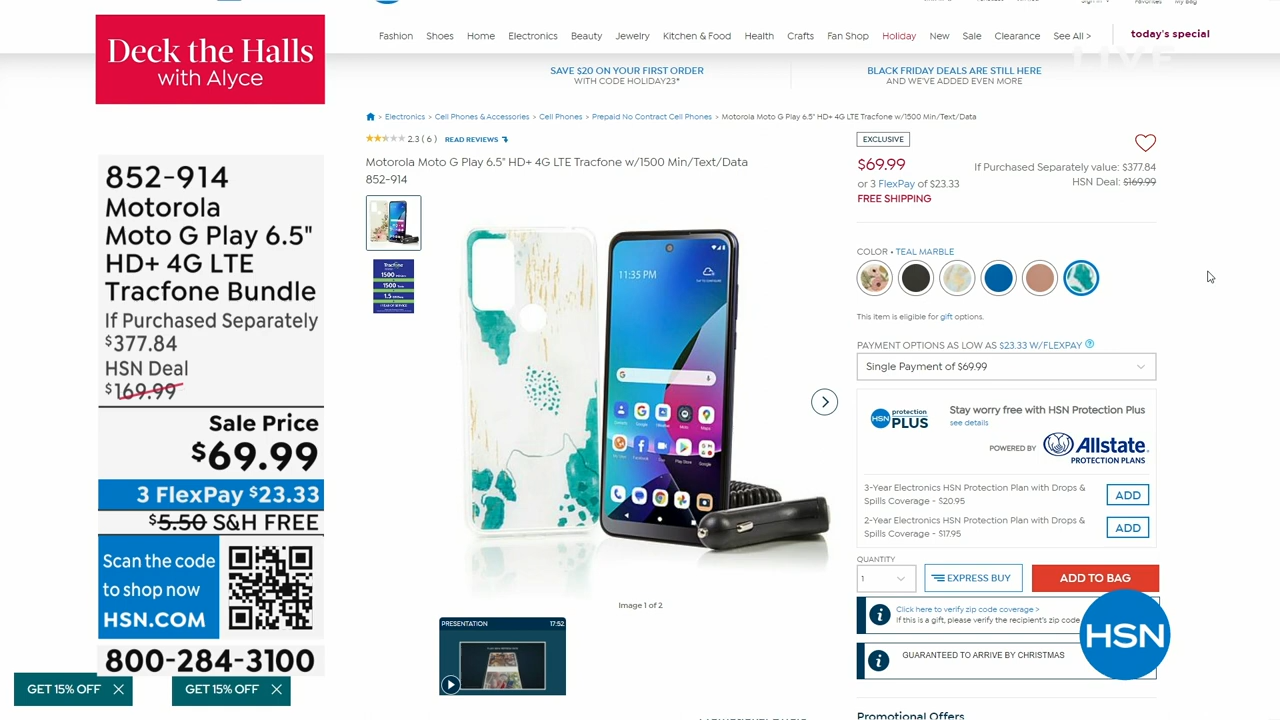 Deck the Halls
with Alyce
Fashion Shoes Home Electronics Beauty Jewelry Kitchen & Food Health Crafts Fan Shop Holiday New Sale Clearance See All >
today's special
LIVE
SAVE $20 ON YOUR FIRST ORDER
WITH CODE HOLIDAY23*
BLACK FRIDAY DEALS ARE STILL HERE
AND WE'VE ADDED EVEN MORE
> Electronics > Cell Phones & Accessories > Cell Phones > Prepaid No Contract Cell Phones > Motorola Moto G Play 6.5" HD+ 4G LTE Tracfone w/1500 Min/Text/Data
2.3 ( 6 ) READ REVIEWS
Motorola Moto G Play 6.5" HD+ 4G LTE Tracfone w/1500 Min/Text/Data
852-914
852-914
Motorola
Moto G Play 6.5"
HD+ 4G LTE
Tracfone Bundle
If Purchased Separately
$377.84
HSN Deal
$169.99
Sale Price
$69.99
3 FlexPay $23.33
$5.50 S&H FREE
Scan the code
to shop now
HSN.COM
800-284-3100
GET 15% OFF
GET 15% OFF
Tracfone
1500
1500
1.5
11:35 PM
Google
Play Store
Image 1 of 2
PRESENTATION 17:52
EXCLUSIVE
$69.99
or 3 FlexPay of $23.33
FREE SHIPPING
If Purchased Separately value: $377.84
HSN Deal: $169.99
COLOR • TEAL MARBLE
This item is eligible for gift options.
PAYMENT OPTIONS AS LOW AS $23.33 W/FLEXPAY
Single Payment of $69.99
HSN protection PLUS
Stay worry free with HSN Protection Plus
see details
POWERED BY Allstate
PROTECTION PLANS
3-Year Electronics HSN Protection Plan with Drops &
Spills Coverage - $20.95
ADD
2-Year Electronics HSN Protection Plan with Drops &
Spills Coverage - $17.95
ADD
QUANTITY
1
EXPRESS BUY
ADD TO BAG
Click here to verify zip code coverage >
If this is a gift, please verify the recipient's zip code
GUARANTEED TO ARRIVE BY CHRISTMAS
HSN
Promotional Offers